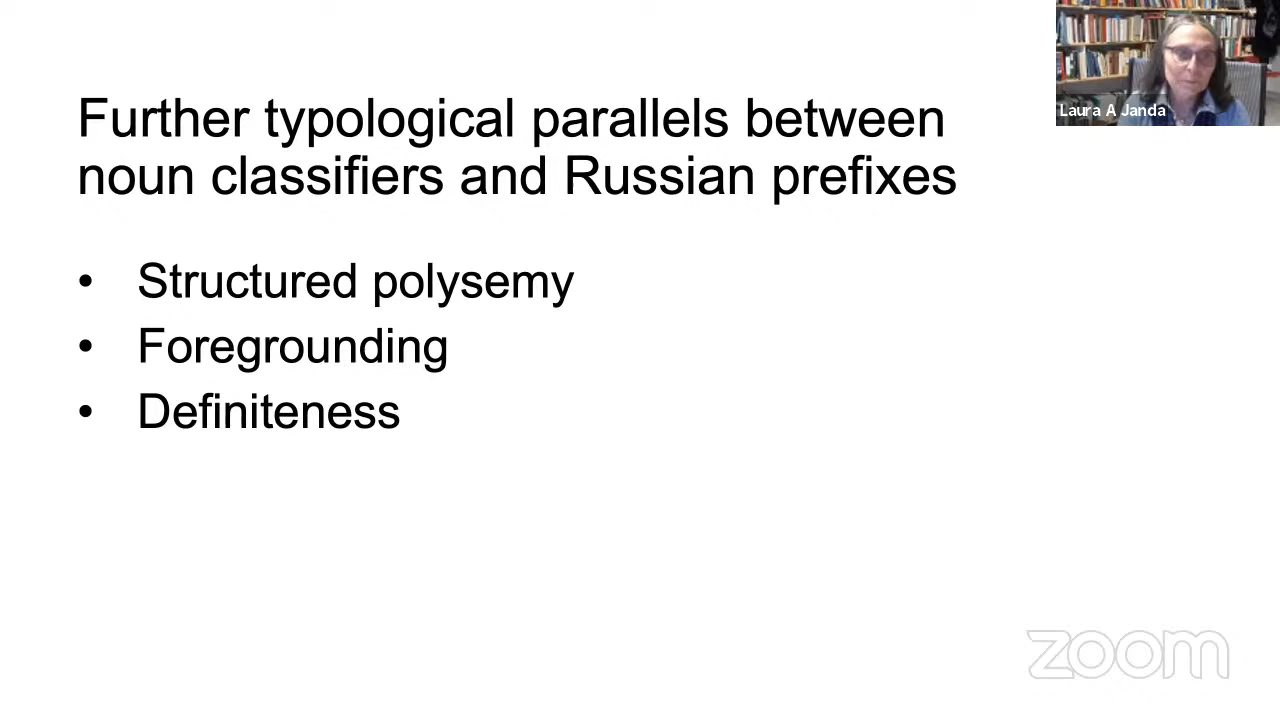 Laura A Janda
Further typological parallels between
noun classifiers and Russian prefixes
• Structured polysemy
• Foregrounding
• Definiteness
zoom